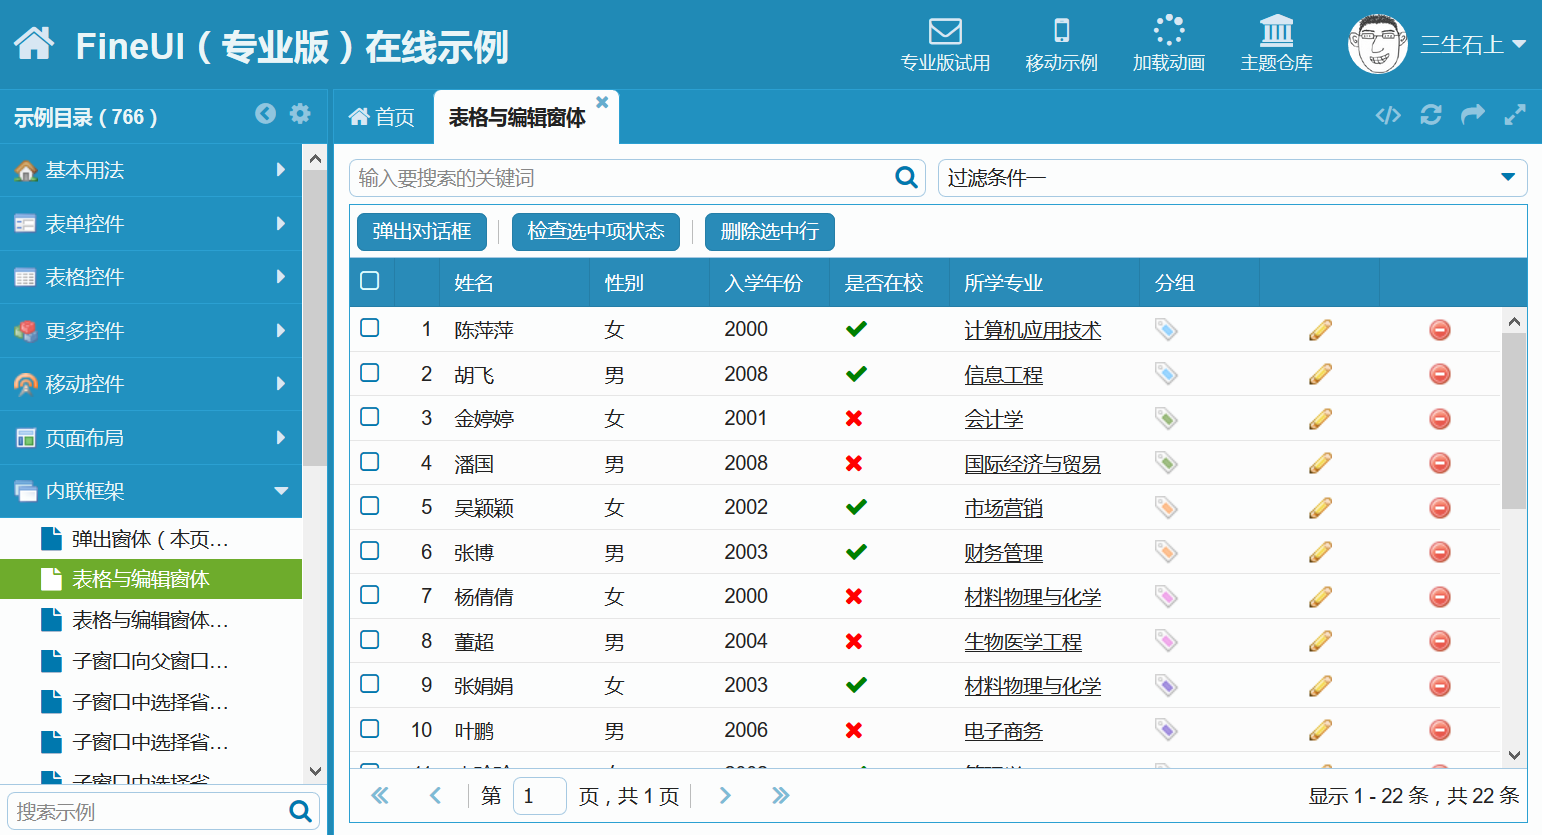 FineUI（专业版）在线示例
专业版试用 移动示例 加载动画 主题仓库 三生石上
示例目录（766）
首页 表格与编辑窗体
基本用法
表单控件
表格控件
更多控件
移动控件
页面布局
内联框架
弹出窗体（本页...
表格与编辑窗体
表格与编辑窗体...
子窗口向父窗口...
子窗口中选择省...
子窗口中选择省...
子窗口中选择省...
搜索示例
输入要搜索的关键词 过滤条件一
弹出对话框 检查选中项状态 删除选中行
姓名 性别 入学年份 是否在校 所学专业 分组
1 陈萍萍 女 2000 计算机应用技术
2 胡飞 男 2008 信息工程
3 金婷婷 女 2001 会计学
4 潘国 男 2008 国际经济与贸易
5 吴颖颖 女 2002 市场营销
6 张博 男 2003 财务管理
7 杨倩倩 女 2000 材料物理与化学
8 董超 男 2004 生物医学工程
9 张娟娟 女 2003 材料物理与化学
10 叶鹏 男 2006 电子商务
第 1 页，共 1 页
显示 1 - 22 条，共 22 条